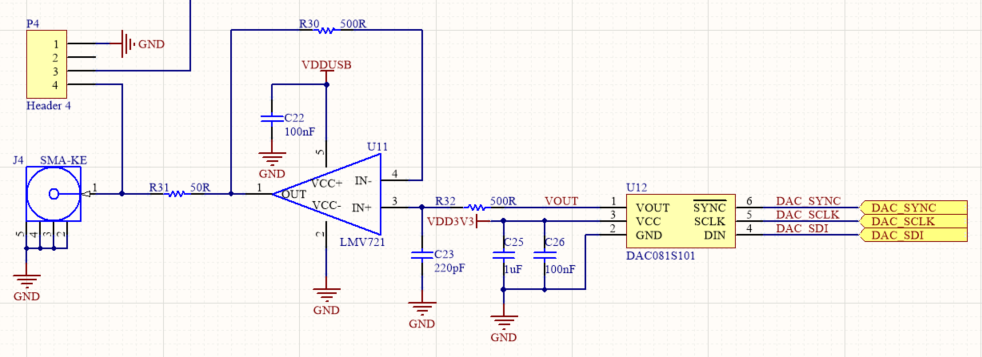 P4
1
2
3
4
GND
Header 4
R30 500R
VDDUSB
C22
100nF
GND
J4 SMA-KE
1
5
4
3
2
GND
R31 50R
U11
5
VCC+
IN-
4
1
OUT
VCC-
IN+
3
2
LMV721
GND
R32 500R
VOUT
VDD3V3
C23
220pF
GND
C25
1uF
C26
100nF
GND
U12
1 VOUT SYNC 6 DAC_SYNC DAC_SYNC
3 VCC SCLK 5 DAC_SCLK DAC_SCLK
2 GND DIN 4 DAC_SDI DAC_SDI
DAC081S101